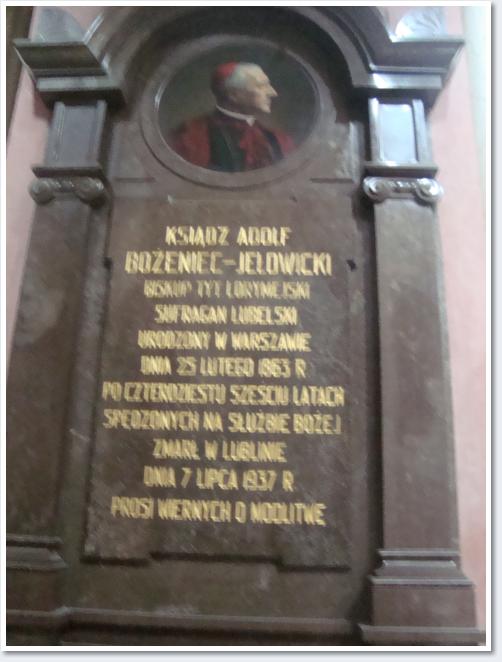 KSIĄDZ ADOLF
BOŻENIEC-JEŁOWICKI
BISKUP TYT LORYMEJSKI
SUFRAGAN LUBELSKI
URODZONY W WARSZAWIE
DNIA 25 LUTEGO 1863 R
PO CZTERDZIESTU SZEŚCIU LATACH
SPĘDZONYCH NA SŁUŻBIE BOŻEJ
ZMARŁ W LUBLINIE
DNIA 7 LIPCA 1937 R
PROSI WIERNYCH O MODLITWĘ